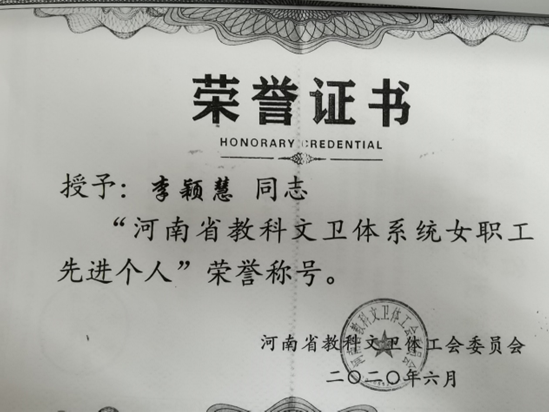 荣誉证书
HONORARY CREDENTIAL
授予：李颖慧 同志
“河南省教科文卫体系统女职工
先进个人”荣誉称号。
河南省教科文卫体工会委员会
二〇二〇年六月